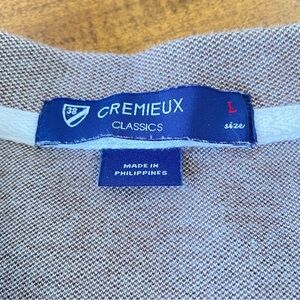 38
CREMIEUX
CLASSICS
L
size
MADE IN
PHILIPPINES